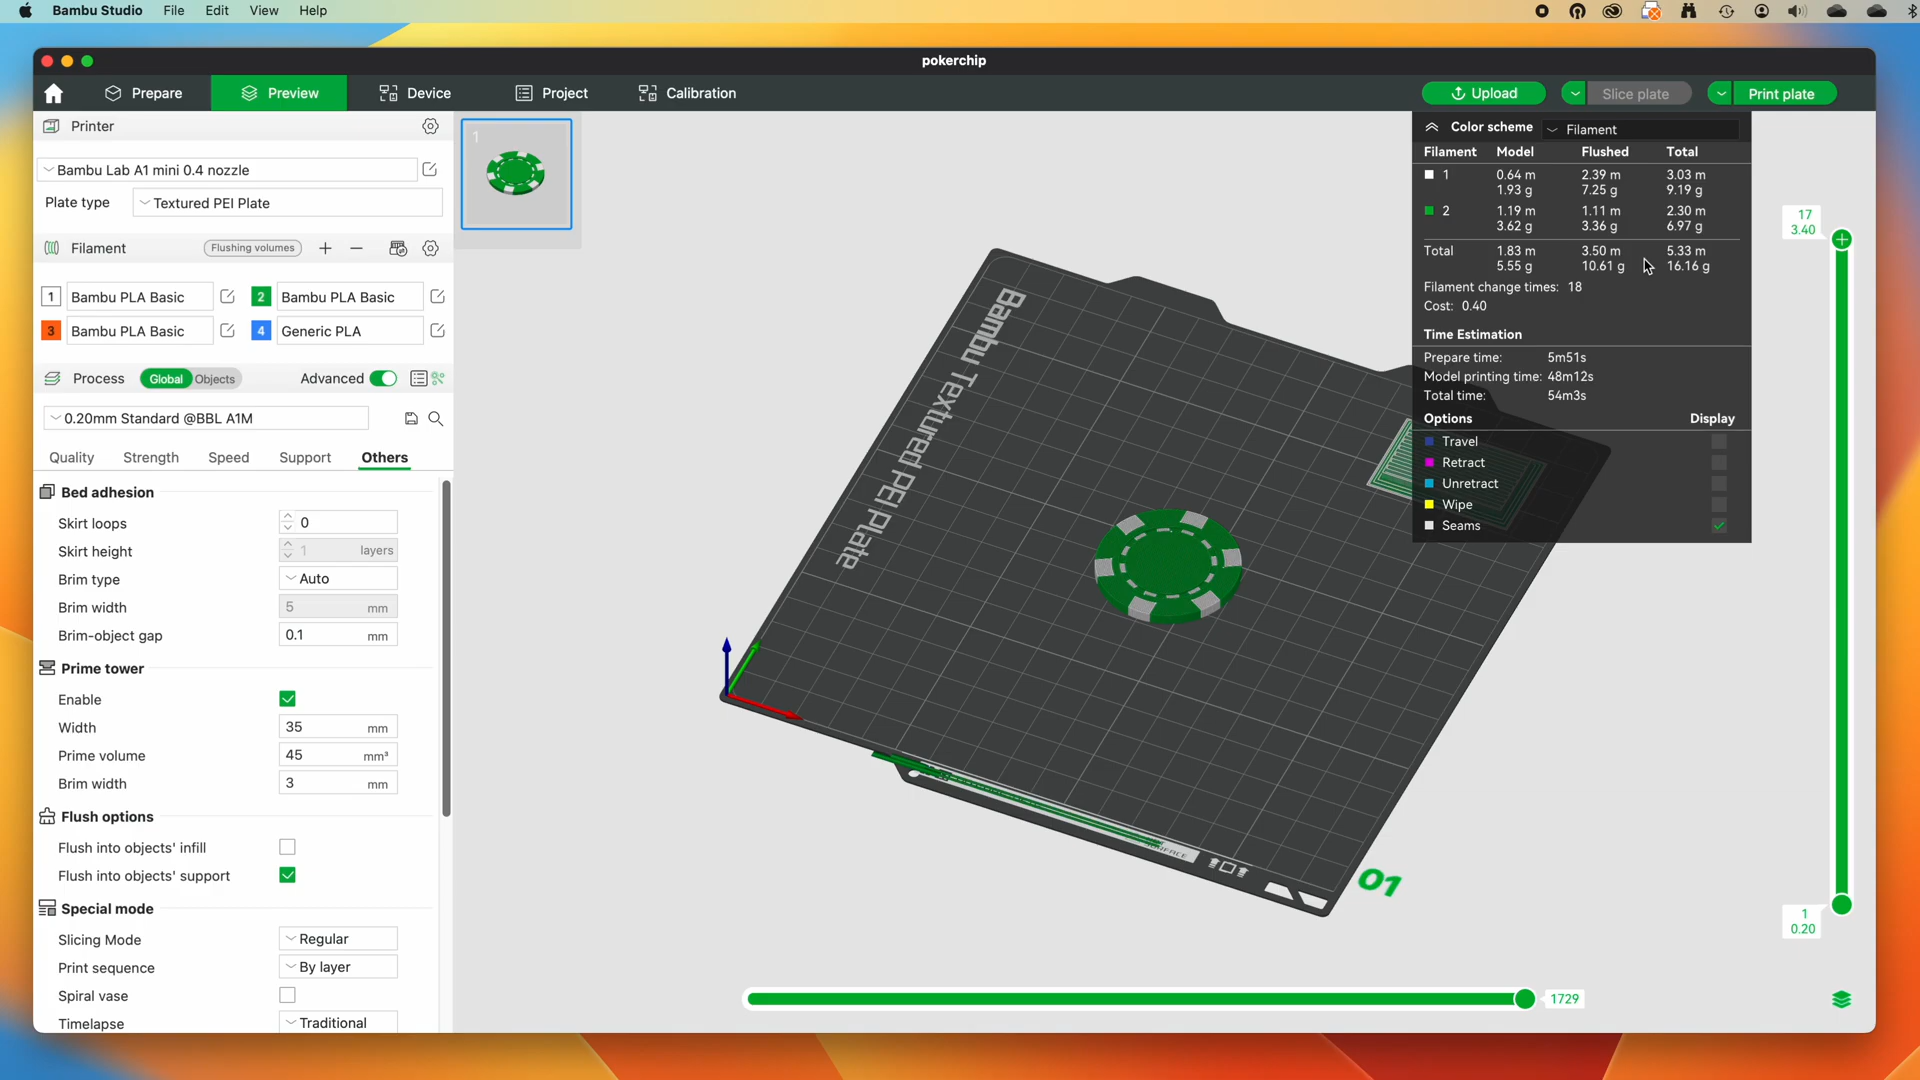 Bambu Studio File Edit View Help
pokerchip
Prepare Preview Device Project Calibration Upload Slice plate Print plate
Printer
Bambu Lab A1 mini 0.4 nozzle
Plate type Textured PEI Plate
Filament Flushing volumes
1 Bambu PLA Basic 2 Bambu PLA Basic
3 Bambu PLA Basic 4 Generic PLA
Process Global Objects Advanced
0.20mm Standard @BBL A1M
Quality Strength Speed Support Others
Bed adhesion
Skirt loops 0
Skirt height 1 layers
Brim type Auto
Brim width 5 mm
Brim-object gap 0.1 mm
Prime tower
Enable
Width 35 mm
Prime volume 45 mm³
Brim width 3 mm
Flush options
Flush into objects' infill
Flush into objects' support
Special mode
Slicing Mode Regular
Print sequence By layer
Spiral vase
Timelapse Traditional
1
Bambu Textured PEI Plate
SURFACE
01
Color scheme Filament
Filament Model Flushed Total
1 0.64 m 2.39 m 3.03 m
1.93 g 7.25 g 9.19 g
2 1.19 m 1.11 m 2.30 m
3.62 g 3.36 g 6.97 g
Total 1.83 m 3.50 m 5.33 m
5.55 g 10.61 g 16.16 g
Filament change times: 18
Cost: 0.40
Time Estimation
Prepare time: 5m51s
Model printing time: 48m12s
Total time: 54m3s
Options Display
Travel
Retract
Unretract
Wipe
Seams
17
3.40
1
0.20
1729